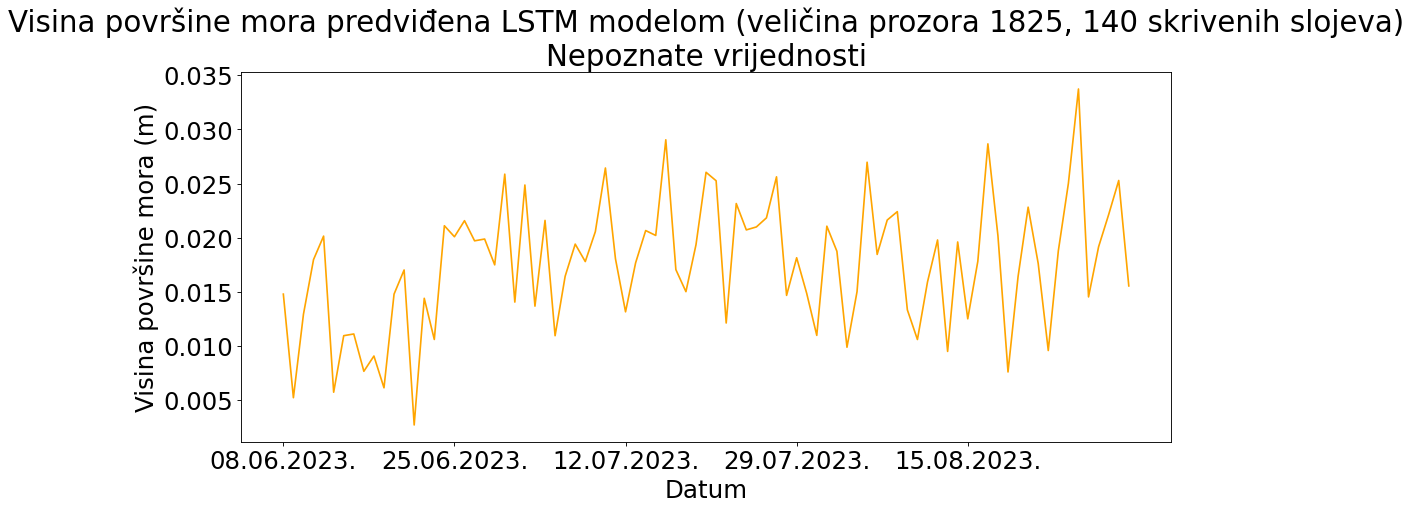 Visina površine mora predviđena LSTM modelom (veličina prozora 1825, 140 skrivenih slojeva)
Nepoznate vrijednosti
Visina površine mora (m)
0.035
0.030
0.025
0.020
0.015
0.010
0.005
08.06.2023. 25.06.2023. 12.07.2023. 29.07.2023. 15.08.2023.
Datum